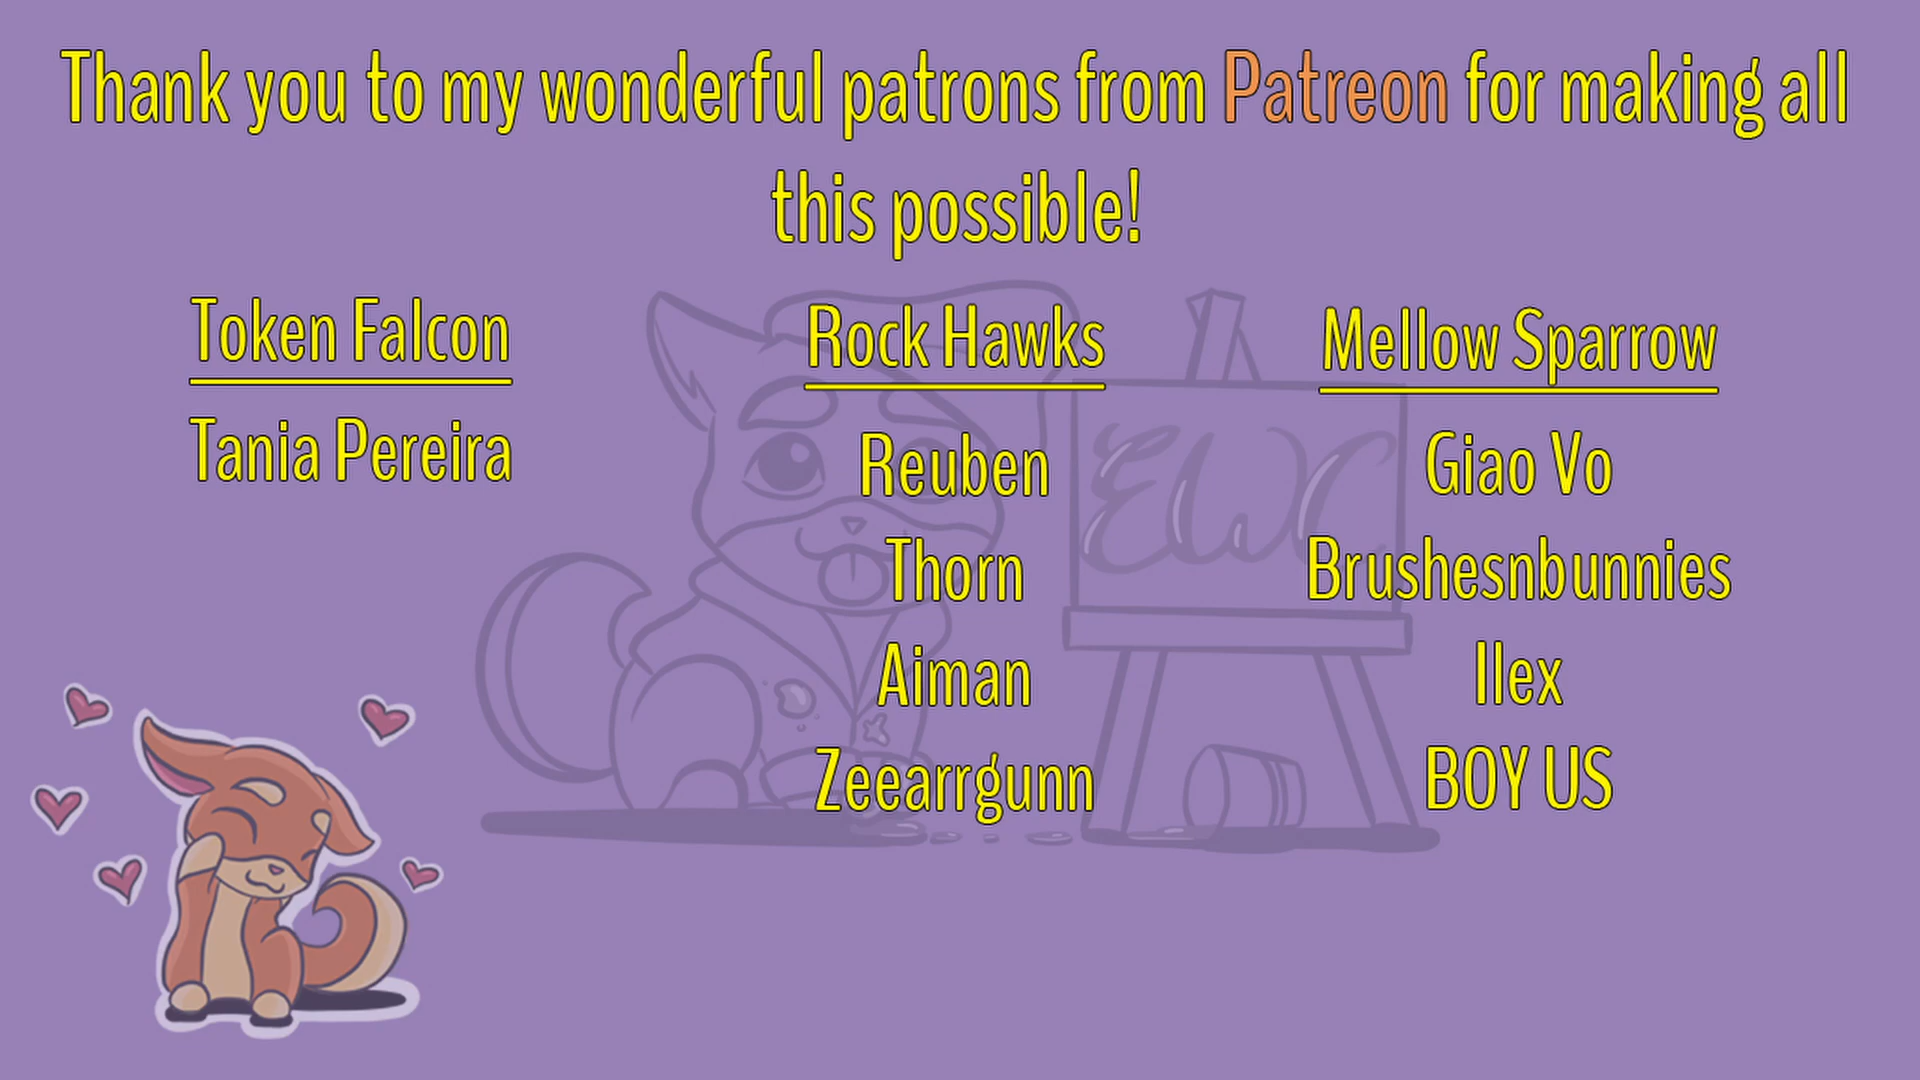 Thank you to my wonderful patrons from Patreon for making all
this possible!
Token Falcon
Tania Pereira
Rock Hawks
Reuben
Thorn
Aiman
Zeearrgunn
Mellow Sparrow
Giao Vo
Brushesnbunnies
Ilex
BOY US
EWC